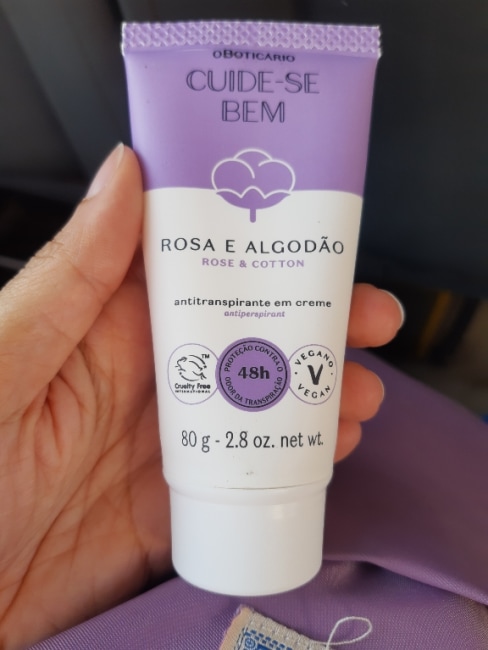 oBoticário
CUIDE-SE
BEM
ROSA E ALGODÃO
ROSE & COTTON
antitranspirante em creme
antiperspirant
TM
Cruelty Free
INTERNATIONAL
PROTEÇÃO CONTRA O
48h
ODOR DA TRANSPIRAÇÃO
VEGANO
V
VEGAN
80 g - 2.8 oz. net wt.